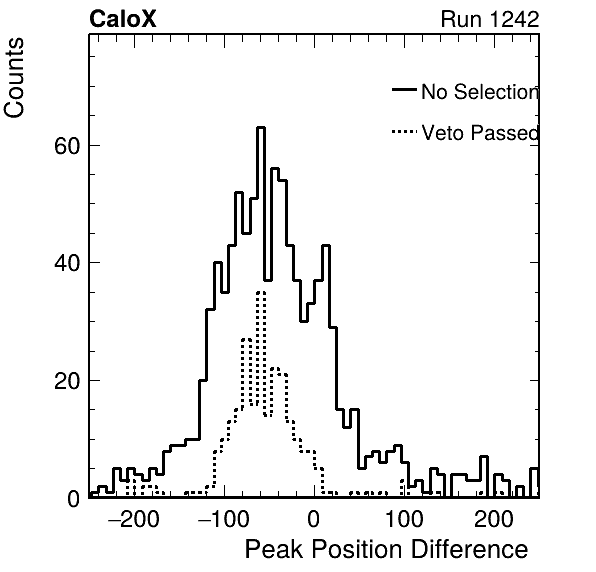 CaloX Run 1242
Counts
No Selection
Veto Passed
60
40
20
0
−200 −100 0 100 200
Peak Position Difference